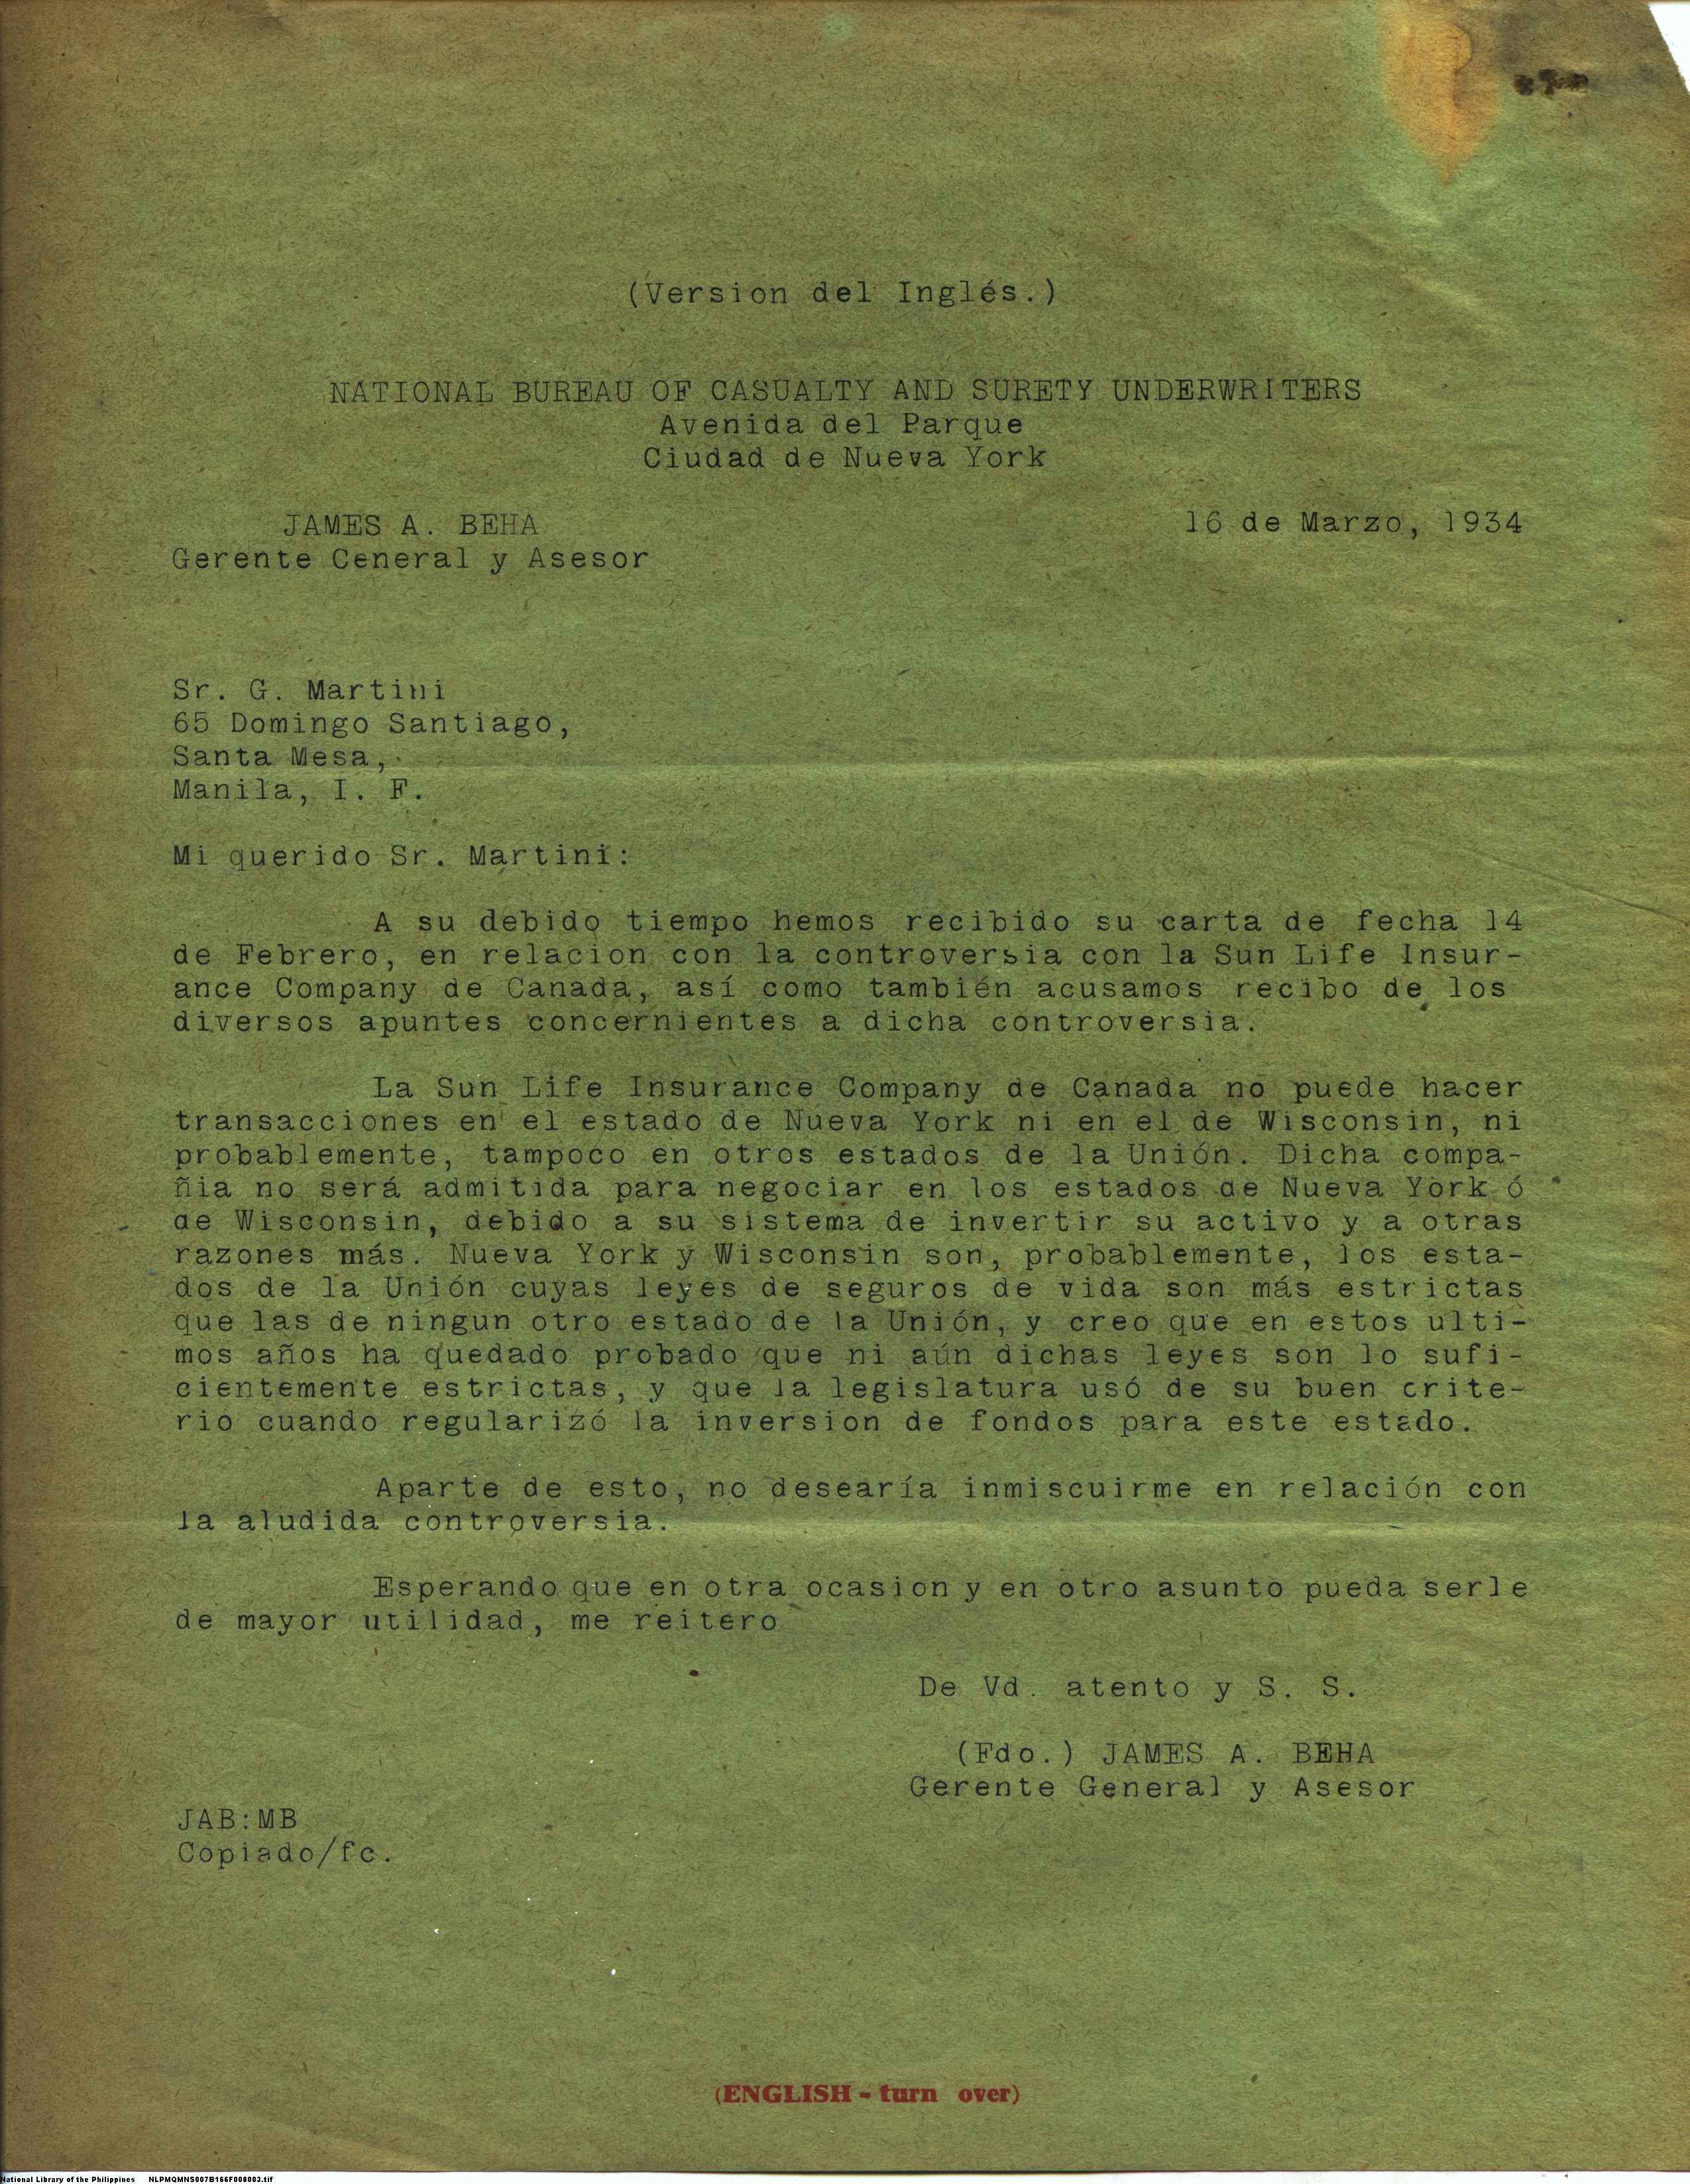 (Version del Inglés.)
NATIONAL BUREAU OF CASUALTY AND SURETY UNDERWRITERS
Avenida del Parque
Ciudad de Nueva York
JAMES A. BEHA
16 de Marzo, 1934
Gerente Ceneral y Asesor
Sr. G. Martini
65 Domingo Santiago,
Santa Mesa,
Manila, I. F.
Mi querido Sr. Martini:
A su debido tiempo hemos recibido su carta de fecha 14
de Febrero, en relacion con la controversia con la Sun Life Insur-
ance Company de Canada, así como también acusamos recibo de los
diversos apuntes concernientes a dicha controversia.
La Sun Life Insurance Company de Canada no puede hacer
transacciones en el estado de Nueva York ni en el de Wisconsin, ni
probablemente, tampoco en otros estados de la Unión. Dicha compa-
ñia no será admitida para negociar en los estados de Nueva York ó
de Wisconsin, debido a su sistema de invertir su activo y a otras
razones más. Nueva York y Wisconsin son, probablemente, los esta-
dos de la Unión cuyas leyes de seguros de vida son más estrictas
que las de ningun otro estado de la Unión, y creo que en estos ulti-
mos años ha quedado probado que ni aún dichas leyes son lo sufi-
cientemente estrictas, y que la legislatura usó de su buen crite-
rio cuando regularizó la inversion de fondos para este estado.
Aparte de esto, no desearía inmiscuirme en relación con
la aludida controversia.
Esperando que en otra ocasion y en otro asunto pueda serle
de mayor utilidad, me reitero
De Vd. atento y S. S.
(Fdo.) JAMES A. BEHA
Gerente General y Asesor
JAB:MB
Copiado/fc.
(ENGLISH - turn over)
National Library of the Philippines NLPMQMNS007B166F008003.tif